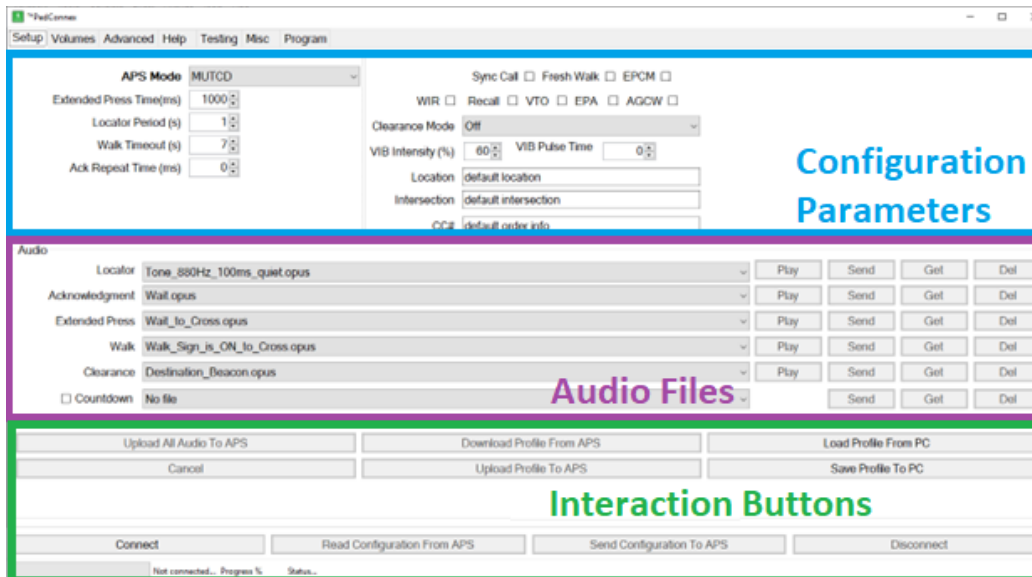 "PedConnex
Setup Volumes Advanced Help Testing Misc Program
APS Mode MUTCD
Sync Call Fresh Walk EPCM
Extended Press Time(ms) 1000
WIR Recall VTO EPA AGCW
Locator Period (s) 1
Clearance Mode Off
Walk Timeout (s) 7
VIB Intensity (%) 60 VIB Pulse Time 0
Ack Repeat Time (ms) 0
Location default location
Intersection default intersection
CC# default order info
Configuration
Parameters
Audio
Locator Tone_880Hz_100ms_quiet.opus Play Send Get Del
Acknowledgment Wait.opus Play Send Get Del
Extended Press Wait_to_Cross.opus Play Send Get Del
Walk Walk_Sign_is_ON_to_Cross.opus Play Send Get Del
Clearance Destination_Beacon.opus Play Send Get Del
Countdown No file Send Get Del
Audio Files
Upload All Audio To APS Download Profile From APS Load Profile From PC
Cancel Upload Profile To APS Save Profile To PC
Interaction Buttons
Connect Read Configuration From APS Send Configuration To APS Disconnect
Not connected... Progress % Status...